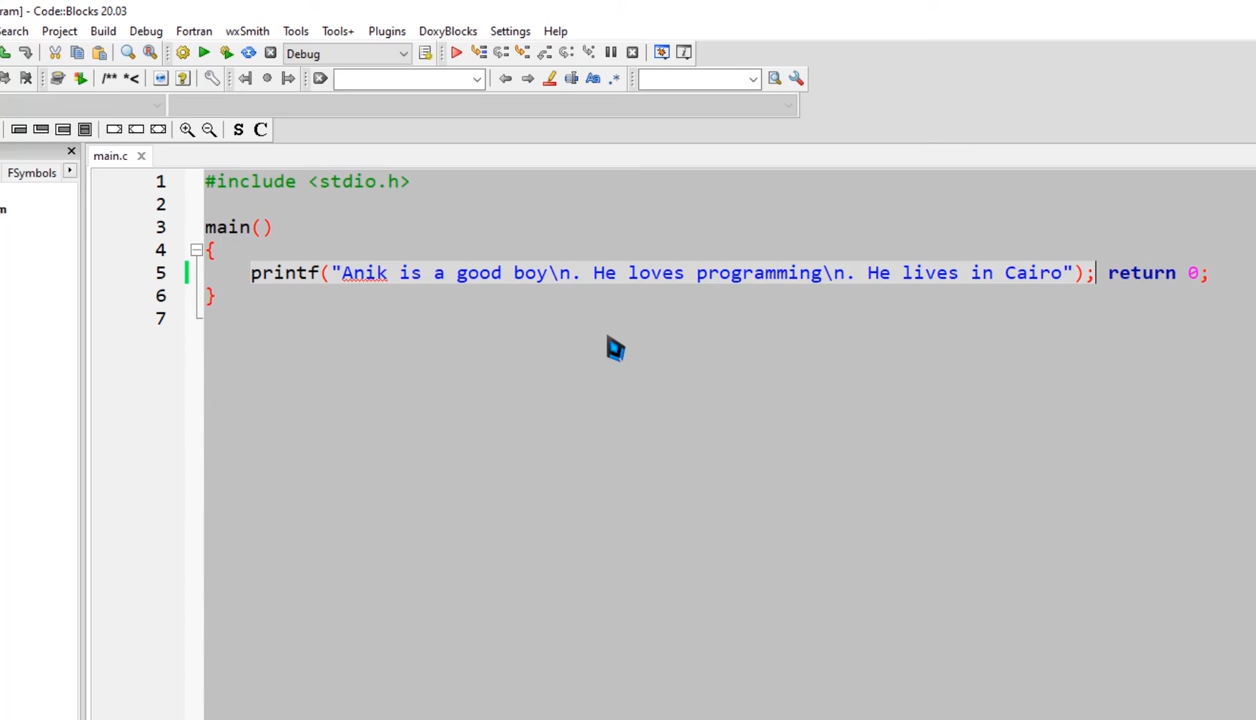 ram] - Code::Blocks 20.03
Search Project Build Debug Fortran wxSmith Tools Tools+ Plugins DoxyBlocks Settings Help
Debug
/** *<
Aa .*
S C
main.c
FSymbols
1 #include <stdio.h>
2
3 main()
4 {
5 printf("Anik is a good boy\n. He loves programming\n. He lives in Cairo"); return 0;
6 }
7